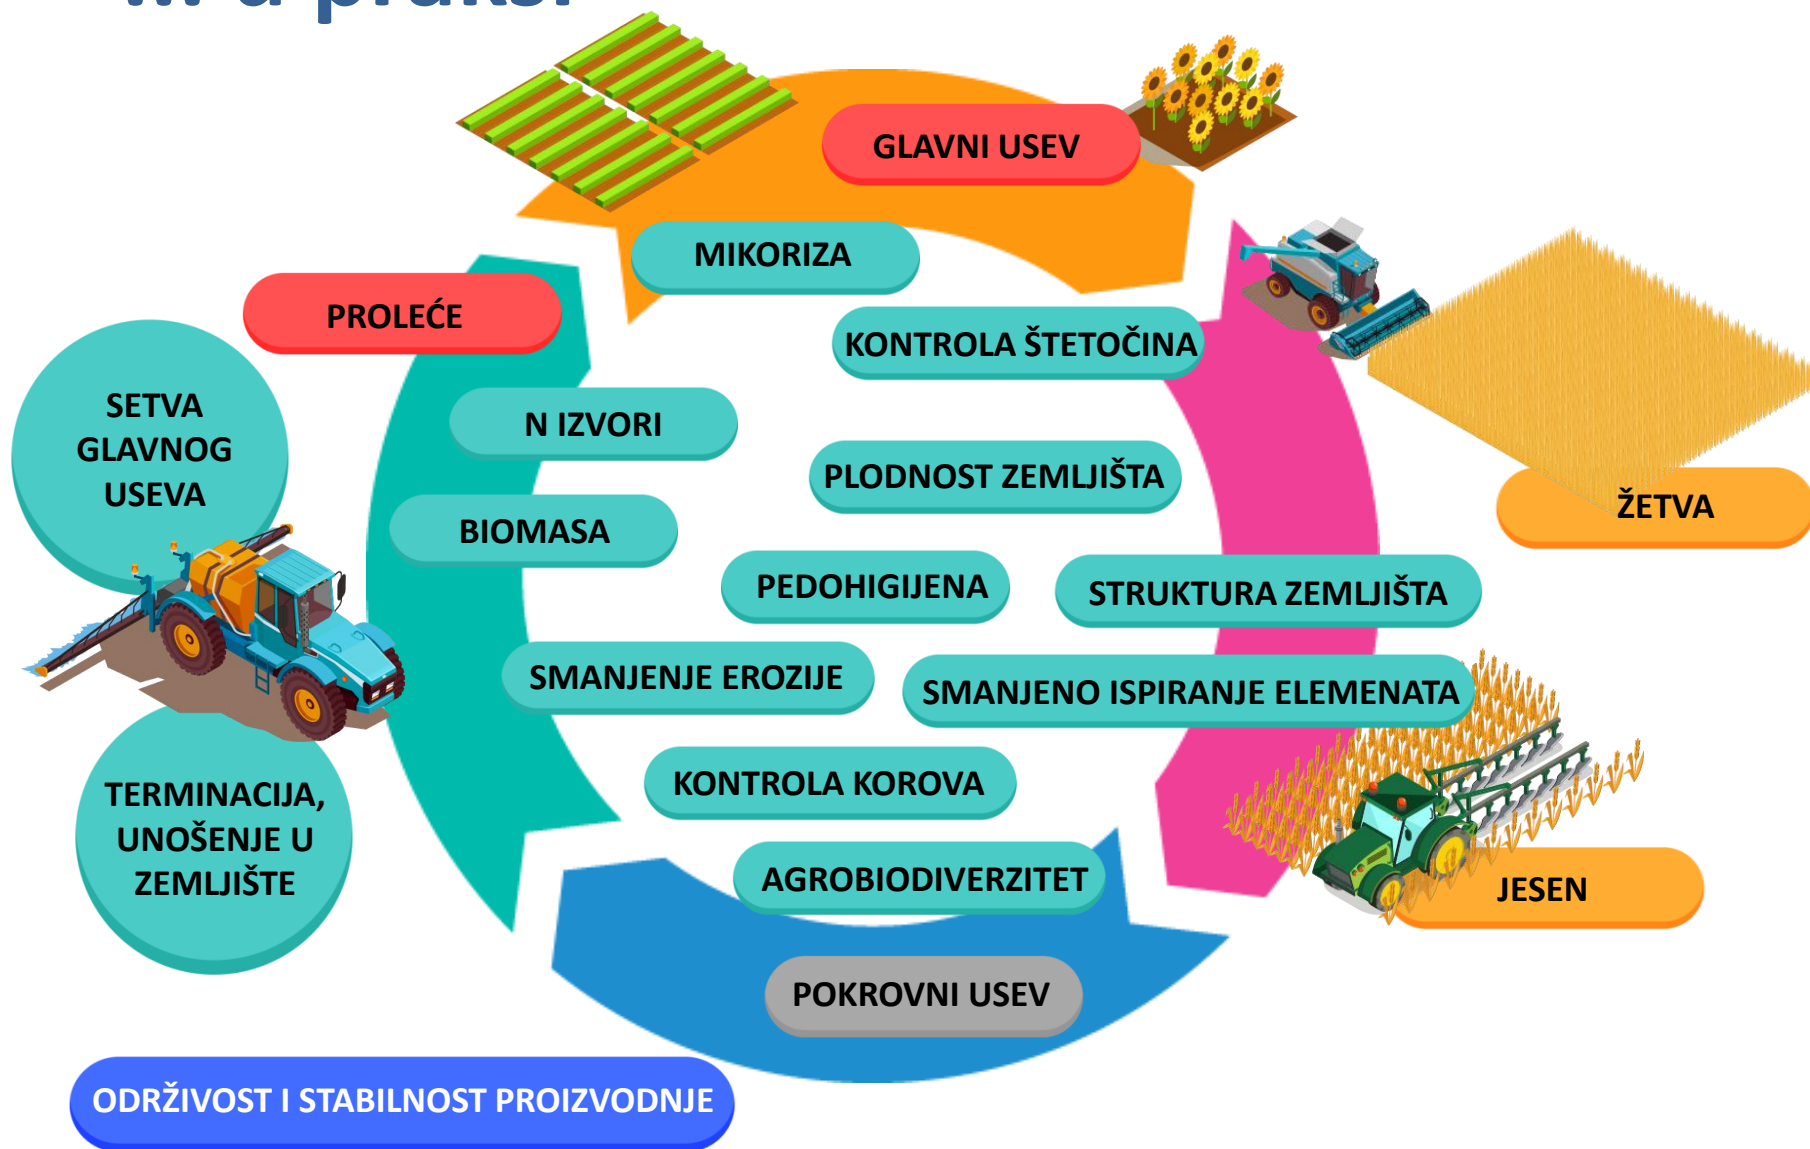 ... u praksi
GLAVNI USEV
MIKORIZA
PROLEĆE
KONTROLA ŠTETOČINA
SETVA
GLAVNOG
USEVA
N IZVORI
PLODNOST ZEMLJIŠTA
ŽETVA
BIOMASA
PEDOHIGIJENA
STRUKTURA ZEMLJIŠTA
SMANJENJE EROZIJE
SMANJENO ISPIRANJE ELEMENATA
KONTROLA KOROVA
TERMINACIJA,
UNOŠENJE U
ZEMLJIŠTE
AGROBIODIVERZITET
JESEN
POKROVNI USEV
ODRŽIVOST I STABILNOST PROIZVODNJE